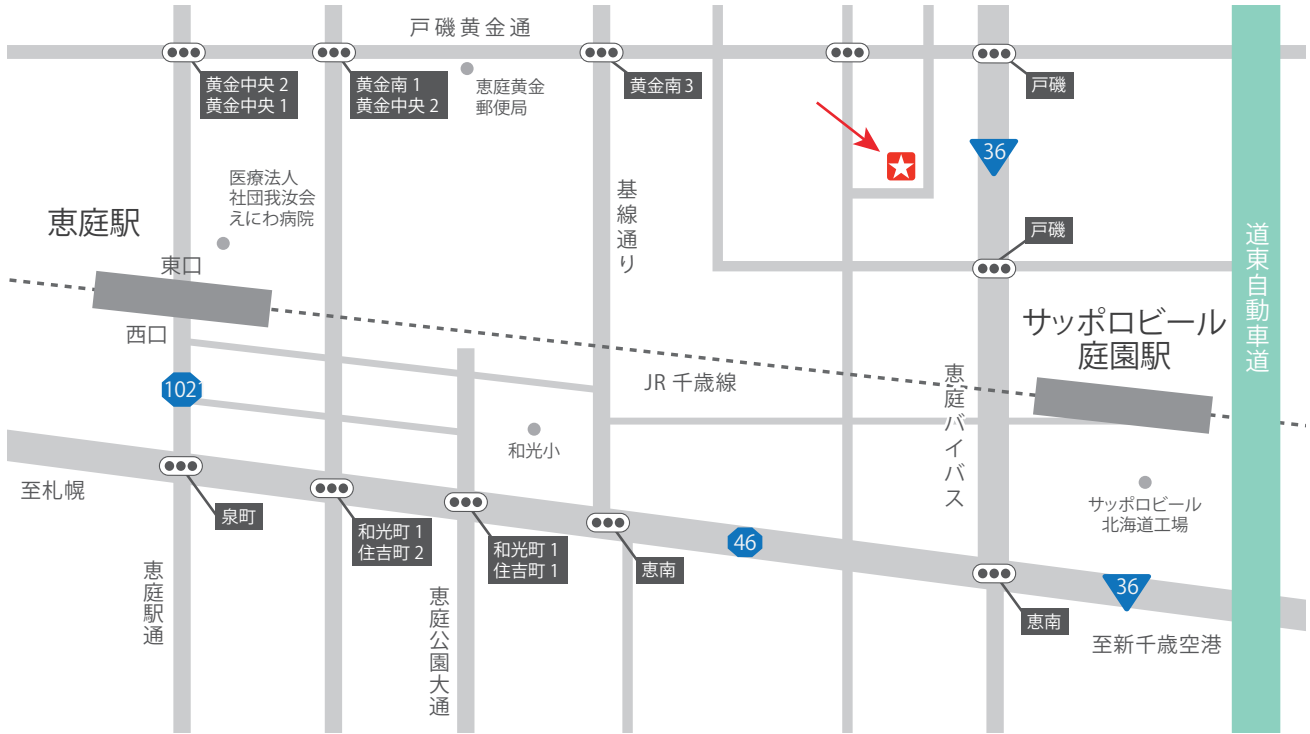 戸磯黄金通
黄金中央 2
黄金中央 1
黄金南 1
黄金中央 2
恵庭黄金
郵便局
黄金南 3
戸磯
36
医療法人
社団我汝会
えにわ病院
基線通り
恵庭駅
戸磯
道東自動車道
東口
西口
サッポロビール
庭園駅
JR 千歳線
恵庭バイパス
1021
和光小
至札幌
サッポロビール
北海道工場
泉町
和光町 1
住吉町 2
和光町 1
住吉町 1
恵南
46
36
恵庭駅通
恵庭公園大通
恵南
至新千歳空港